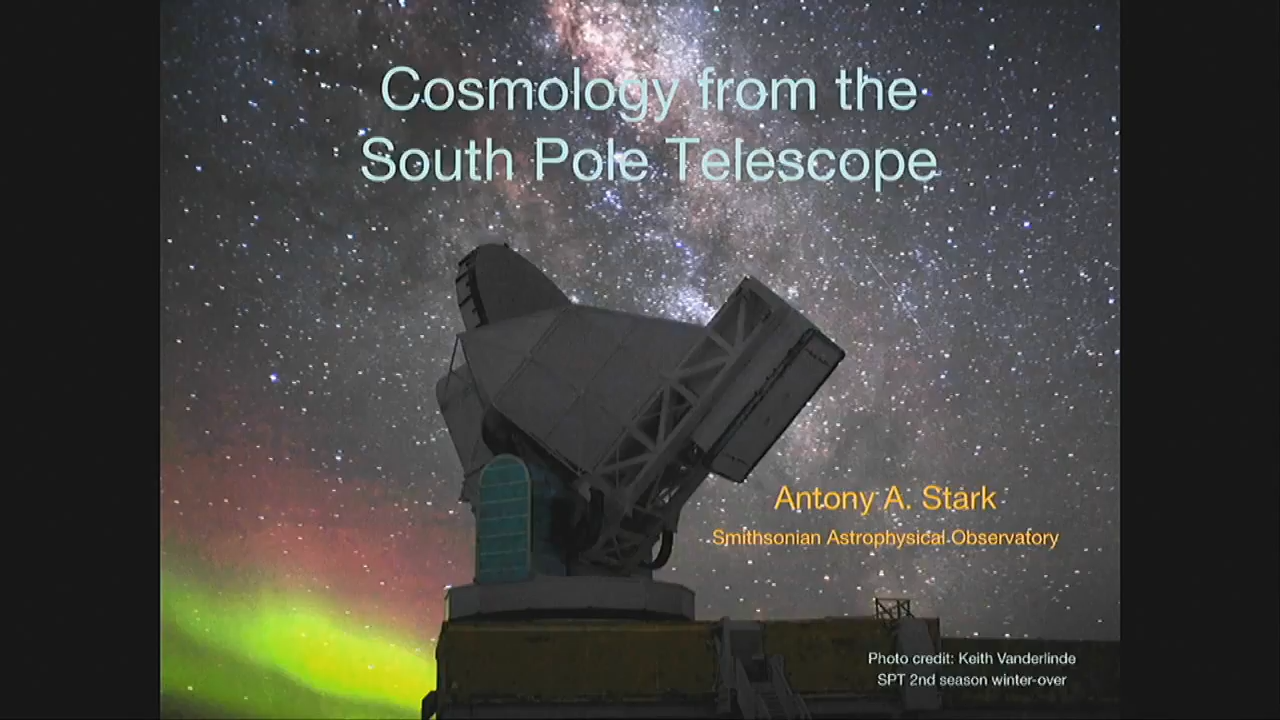 Cosmology from the
South Pole Telescope
Antony A. Stark
Smithsonian Astrophysical Observatory
Photo credit: Keith Vanderlinde
SPT 2nd season winter-over